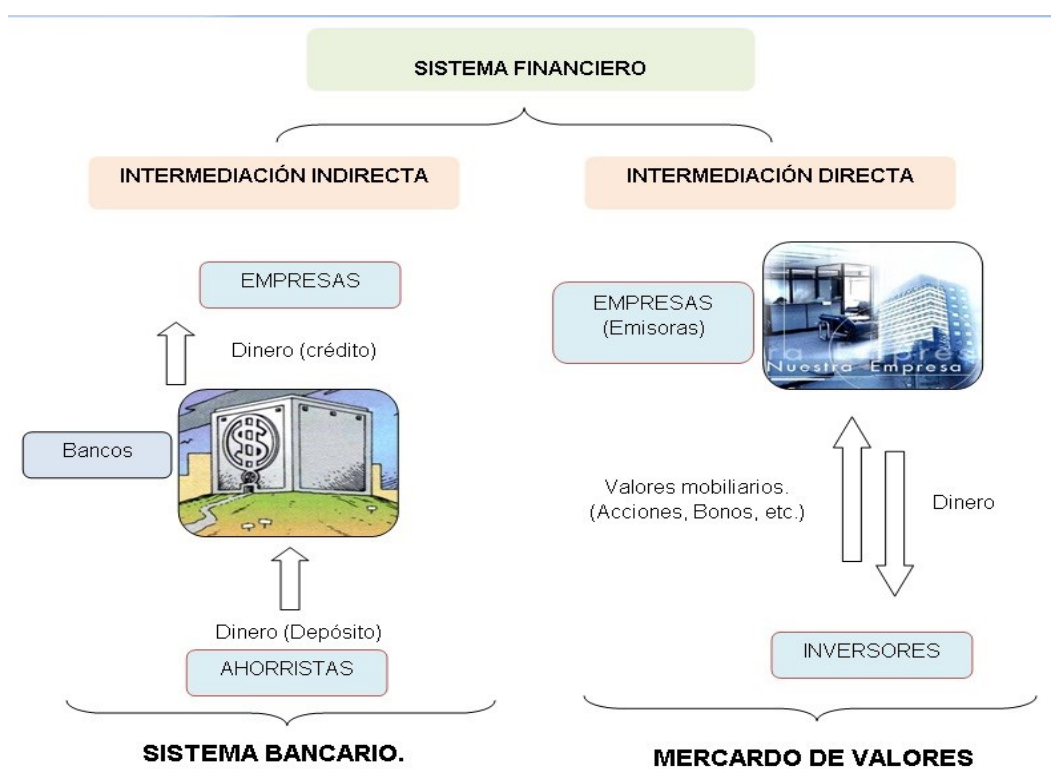 SISTEMA FINANCIERO
INTERMEDIACIÓN INDIRECTA
INTERMEDIACIÓN DIRECTA
EMPRESAS
Dinero (crédito)
Bancos
$
Dinero (Depósito)
AHORRISTAS
SISTEMA BANCARIO.
EMPRESAS
(Emisoras)
Nuestra Empresa
Valores mobiliarios.
(Acciones, Bonos, etc.)
Dinero
INVERSORES
MERCARDO DE VALORES